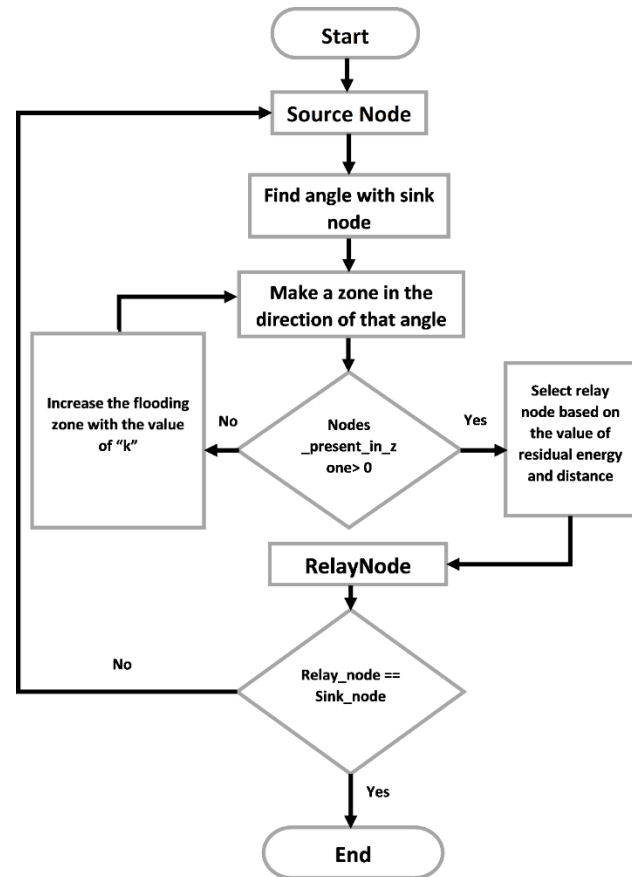 Start
Source Node
Find angle with sink
node
Make a zone in the
direction of that angle
Increase the flooding
zone with the value
of “k”
No
Nodes
_present_in_z
one> 0
Yes
Select relay
node based on
the value of
residual energy
and distance
RelayNode
No
Relay_node ==
Sink_node
Yes
End